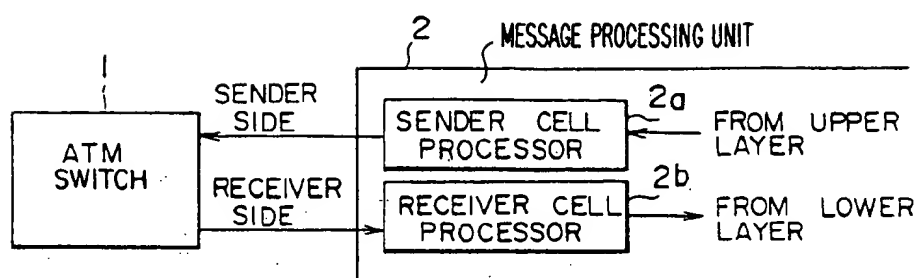 2
MESSAGE PROCESSING UNIT
1
SENDER
SIDE
ATM
SWITCH
RECEIVER
SIDE
SENDER CELL
PROCESSOR
2a
FROM UPPER
LAYER
RECEIVER CELL
PROCESSOR
2b
FROM LOWER
LAYER